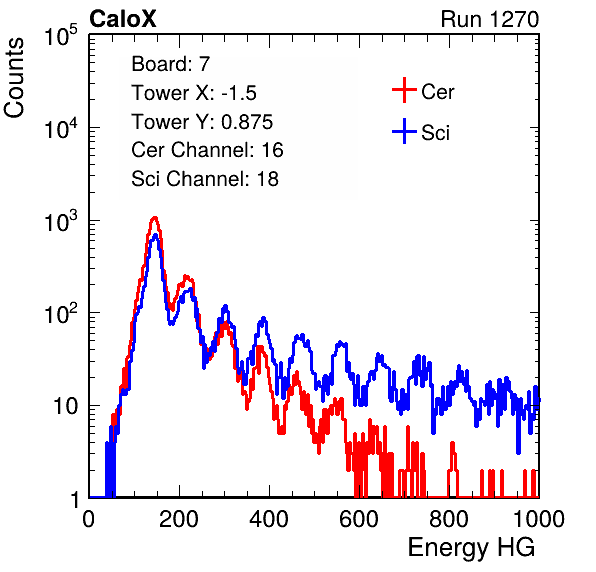 CaloX Run 1270
Counts
10^5
10^4
10^3
10^2
10
1
Board: 7
Tower X: -1.5
Tower Y: 0.875
Cer Channel: 16
Sci Channel: 18
Cer
Sci
0 200 400 600 800 1000
Energy HG